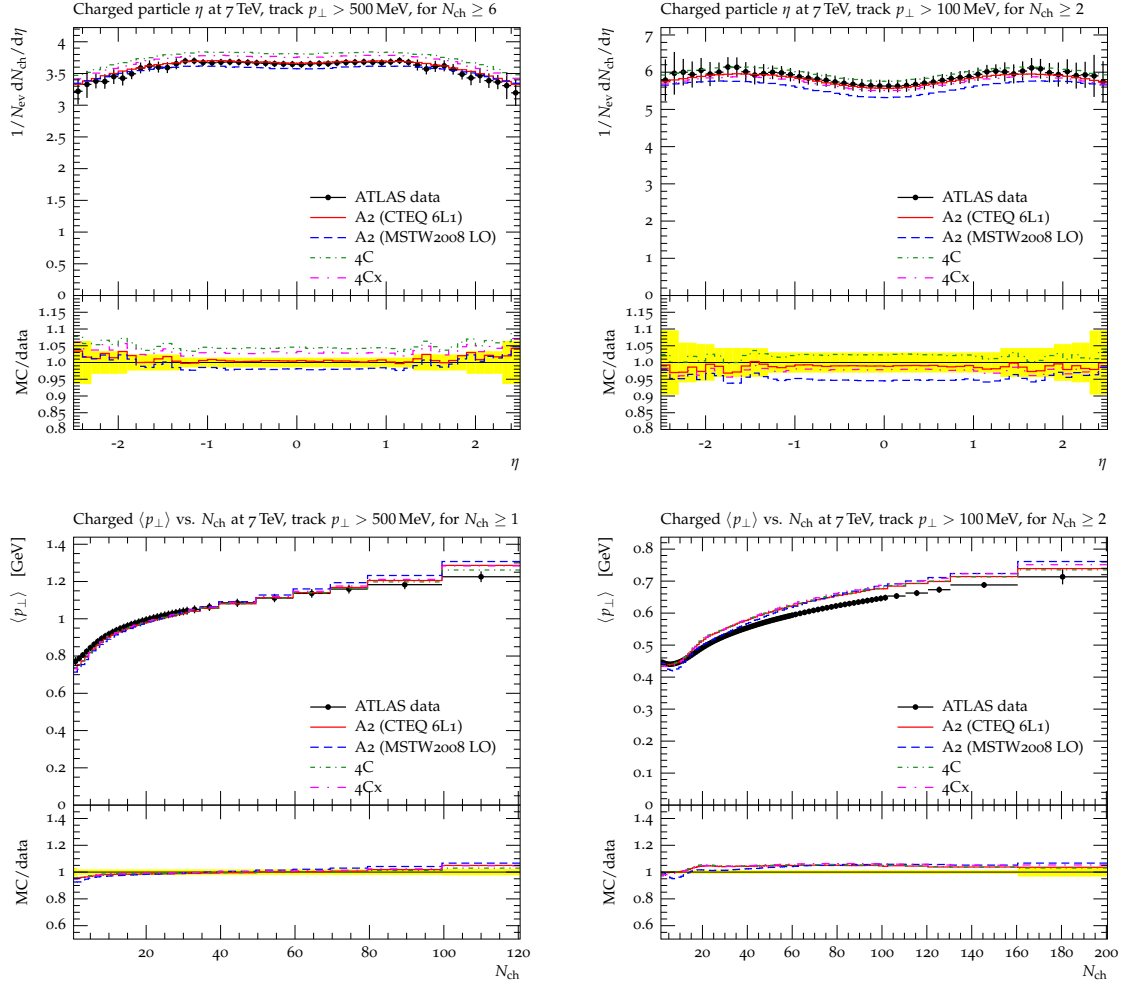 Charged particle η at 7 TeV, track p⊥ > 500 MeV, for Nch ≥ 6
1/Nev dNch/dη
4
3.5
3
2.5
2
1.5
1
0.5
0
ATLAS data
A2 (CTEQ 6L1)
A2 (MSTW2008 LO)
4C
4Cx
MC/data
1.15
1.1
1.05
1.0
0.95
0.9
0.85
0.8
-2 -1 0 1 2
η
Charged particle η at 7 TeV, track p⊥ > 100 MeV, for Nch ≥ 2
1/Nev dNch/dη
7
6
5
4
3
2
1
0
ATLAS data
A2 (CTEQ 6L1)
A2 (MSTW2008 LO)
4C
4Cx
MC/data
1.15
1.1
1.05
1.0
0.95
0.9
0.85
0.8
-2 -1 0 1 2
η
Charged ⟨p⊥⟩ vs. Nch at 7 TeV, track p⊥ > 500 MeV, for Nch ≥ 1
⟨p⊥⟩ [GeV]
1.4
1.2
1
0.8
0.6
0.4
0.2
0
ATLAS data
A2 (CTEQ 6L1)
A2 (MSTW2008 LO)
4C
4Cx
MC/data
1.4
1.2
1
0.8
0.6
20 40 60 80 100 120
Nch
Charged ⟨p⊥⟩ vs. Nch at 7 TeV, track p⊥ > 100 MeV, for Nch ≥ 2
⟨p⊥⟩ [GeV]
0.8
0.7
0.6
0.5
0.4
0.3
0.2
0.1
0
ATLAS data
A2 (CTEQ 6L1)
A2 (MSTW2008 LO)
4C
4Cx
MC/data
1.4
1.2
1
0.8
0.6
20 40 60 80 100 120 140 160 180 200
Nch